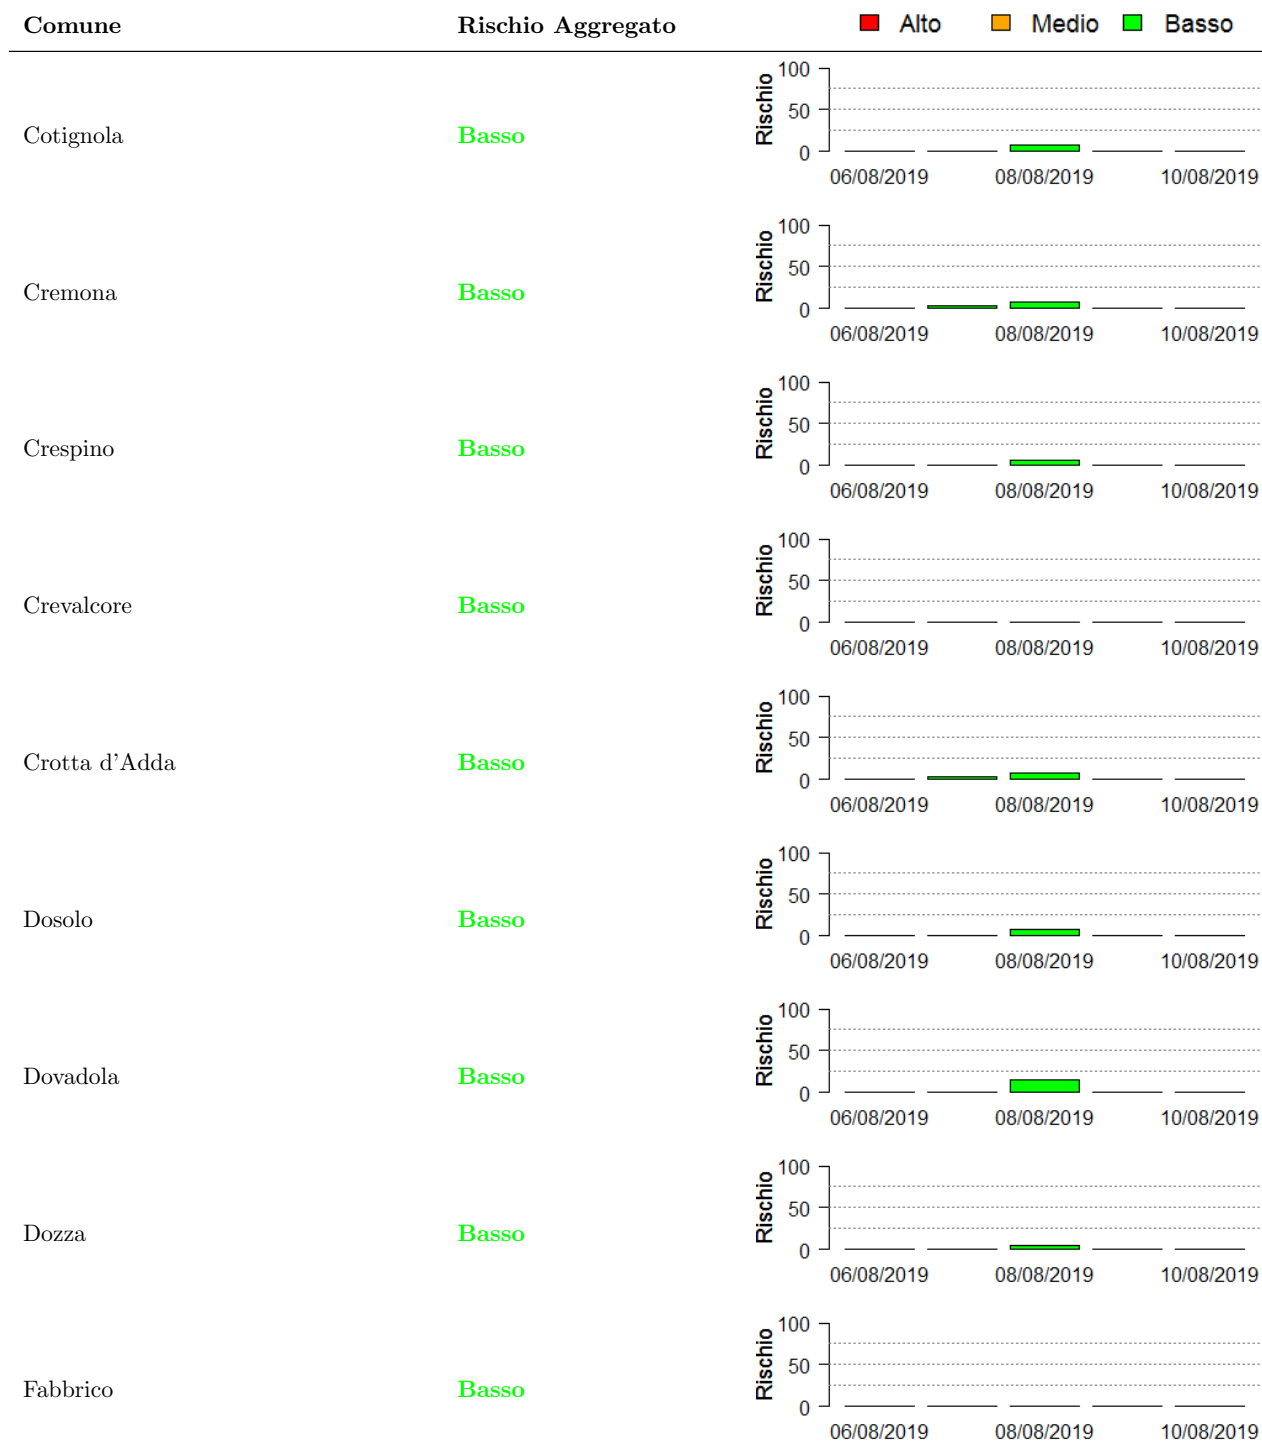 Comune Rischio Aggregato Alto Medio Basso
Cotignola Basso Rischio 100 50 0
06/08/2019 08/08/2019 10/08/2019
Cremona Basso Rischio 100 50 0
06/08/2019 08/08/2019 10/08/2019
Crespino Basso Rischio 100 50 0
06/08/2019 08/08/2019 10/08/2019
Crevalcore Basso Rischio 100 50 0
06/08/2019 08/08/2019 10/08/2019
Crotta d'Adda Basso Rischio 100 50 0
06/08/2019 08/08/2019 10/08/2019
Dosolo Basso Rischio 100 50 0
06/08/2019 08/08/2019 10/08/2019
Dovadola Basso Rischio 100 50 0
06/08/2019 08/08/2019 10/08/2019
Dozza Basso Rischio 100 50 0
06/08/2019 08/08/2019 10/08/2019
Fabbrico Basso Rischio 100 50 0
06/08/2019 08/08/2019 10/08/2019